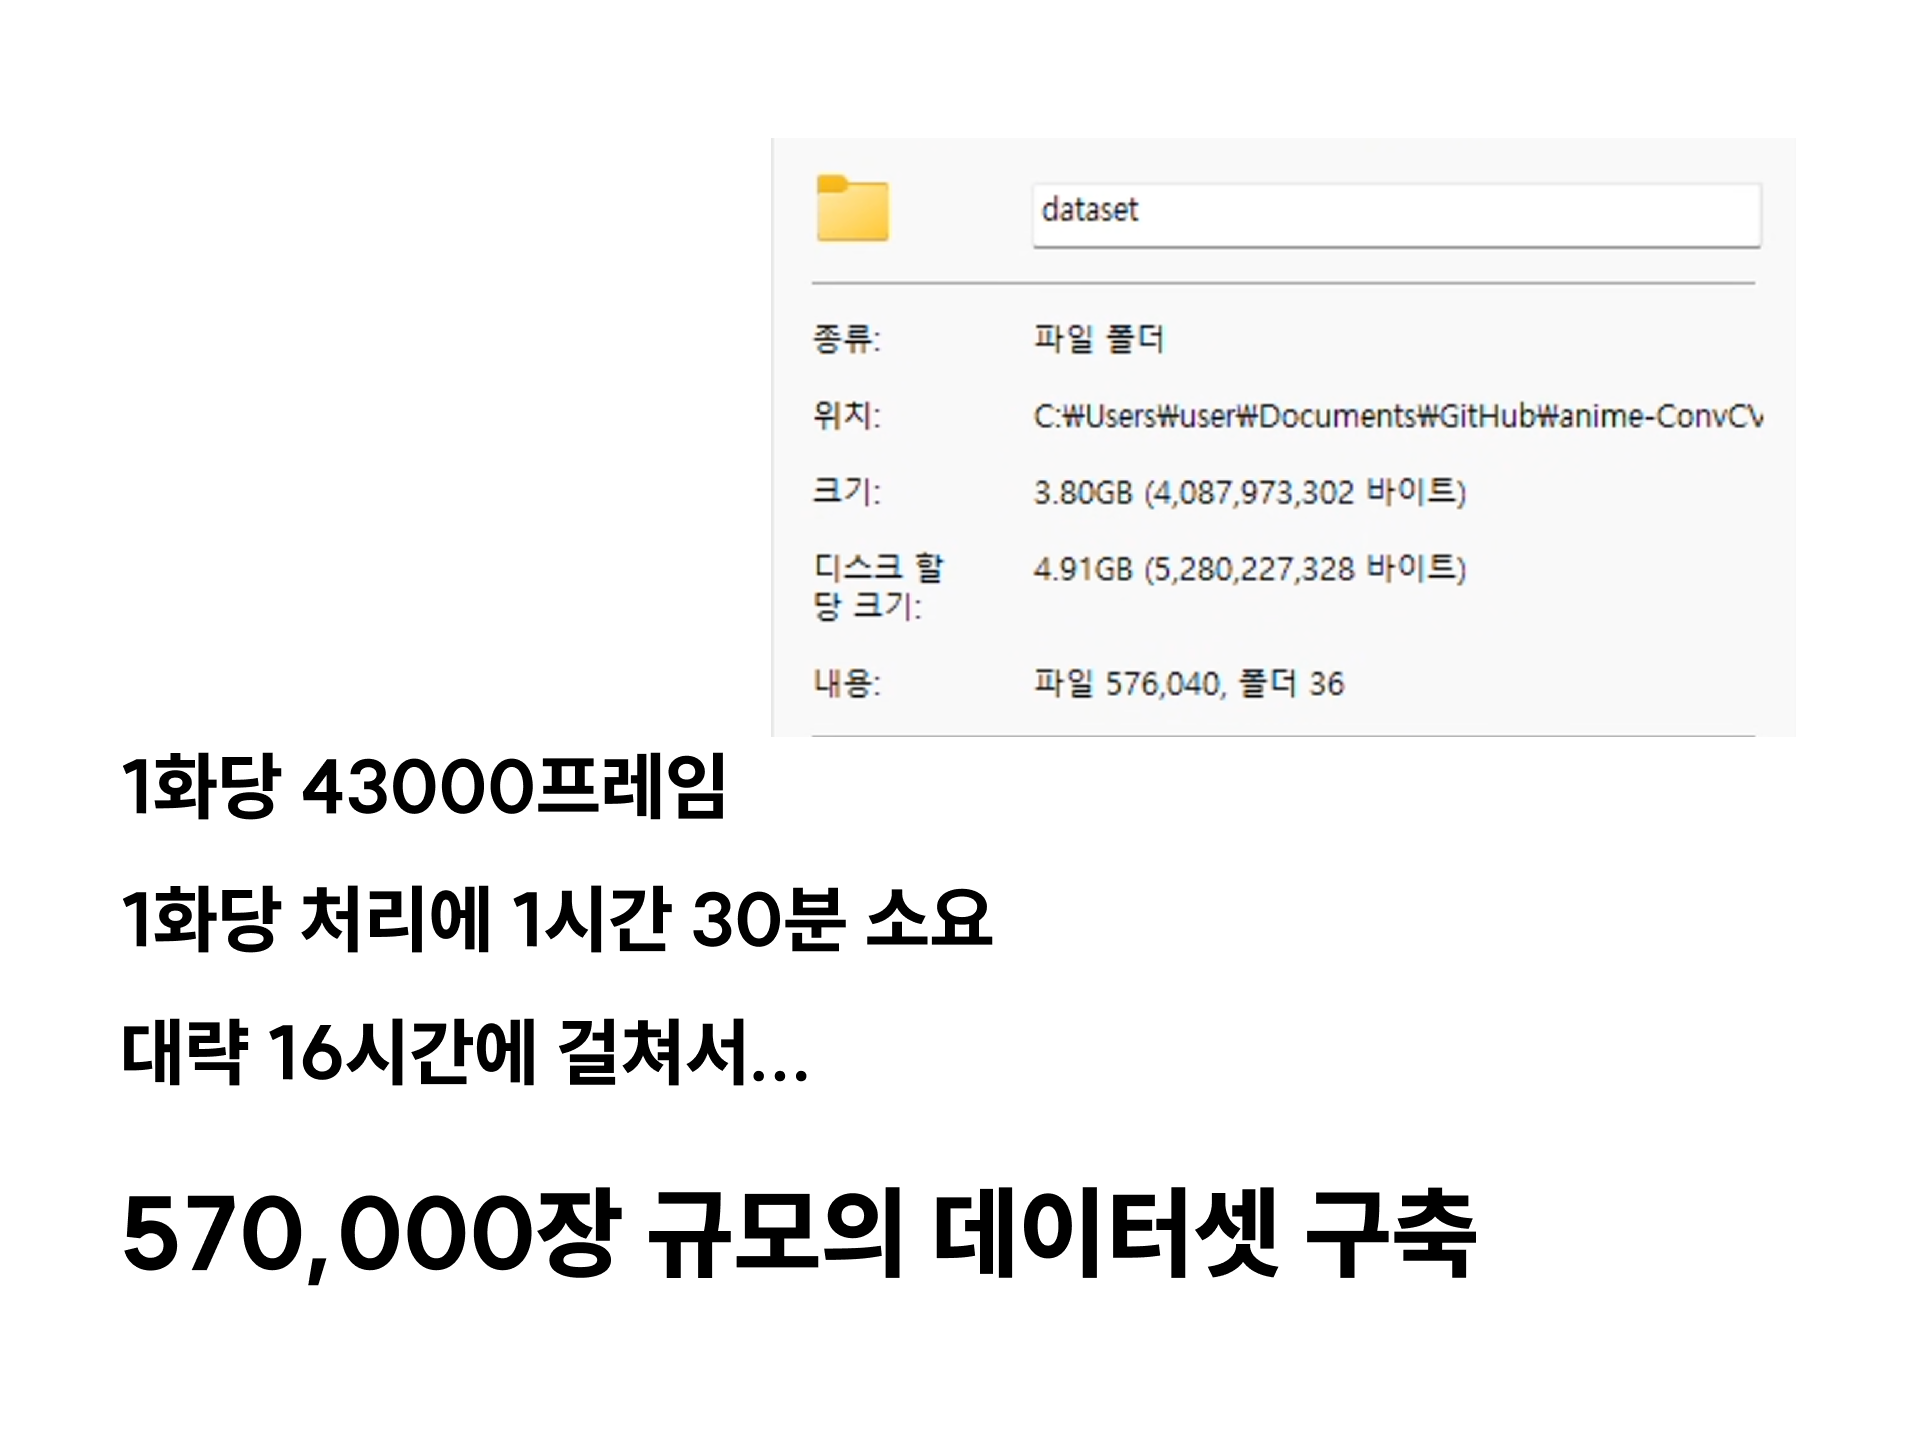 dataset
종류: 파일 폴더
위치: C:₩Users₩user₩Documents₩GitHub₩anime-ConvCV
크기: 3.80GB (4,087,973,302 바이트)
디스크 할 4.91GB (5,280,227,328 바이트)
당 크기:
내용: 파일 576,040, 폴더 36
1화당 43000프레임
1화당 처리에 1시간 30분 소요
대략 16시간에 걸쳐서...
570,000장 규모의 데이터셋 구축